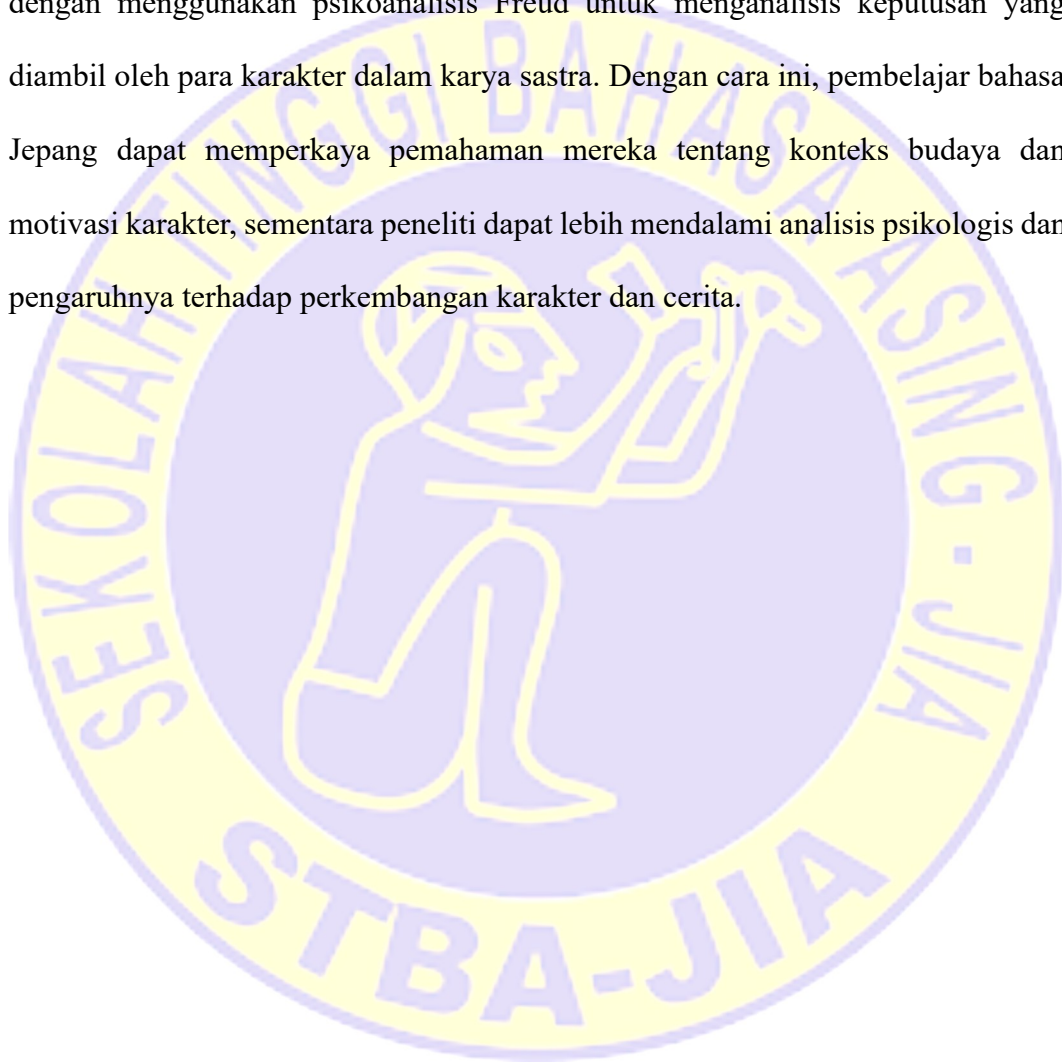 dengan menggunakan psikoanalisis Freud untuk menganalisis keputusan yang
diambil oleh para karakter dalam karya sastra. Dengan cara ini, pembelajar bahasa
Jepang dapat memperkaya pemahaman mereka tentang konteks budaya dan
motivasi karakter, sementara peneliti dapat lebih mendalami analisis psikologis dan
pengaruhnya terhadap perkembangan karakter dan cerita.
SEKOLAH TINGGI BAHASA ASING - JIA
STBA-JIA